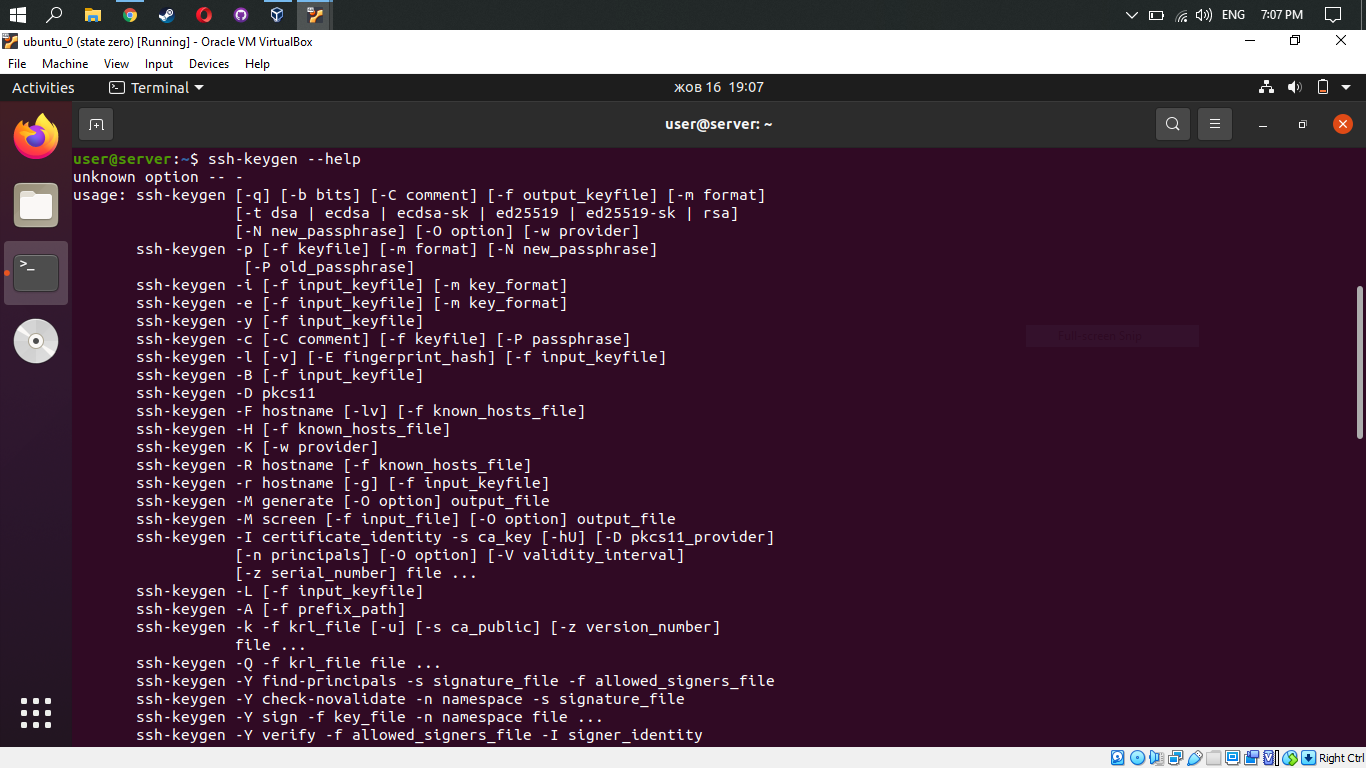 ENG 7:07 PM
ubuntu_0 (state zero) [Running] - Oracle VM VirtualBox
File Machine View Input Devices Help
Activities Terminal жов 16 19:07
user@server: ~
user@server:~$ ssh-keygen --help
unknown option -- -
usage: ssh-keygen [-q] [-b bits] [-C comment] [-f output_keyfile] [-m format]
[-t dsa | ecdsa | ecdsa-sk | ed25519 | ed25519-sk | rsa]
[-N new_passphrase] [-O option] [-w provider]
ssh-keygen -p [-f keyfile] [-m format] [-N new_passphrase]
[-P old_passphrase]
ssh-keygen -i [-f input_keyfile] [-m key_format]
ssh-keygen -e [-f input_keyfile] [-m key_format]
ssh-keygen -y [-f input_keyfile]
ssh-keygen -c [-C comment] [-f keyfile] [-P passphrase]
ssh-keygen -l [-v] [-E fingerprint_hash] [-f input_keyfile]
ssh-keygen -B [-f input_keyfile]
ssh-keygen -D pkcs11
ssh-keygen -F hostname [-lv] [-f known_hosts_file]
ssh-keygen -H [-f known_hosts_file]
ssh-keygen -K [-w provider]
ssh-keygen -R hostname [-f known_hosts_file]
ssh-keygen -r hostname [-g] [-f input_keyfile]
ssh-keygen -M generate [-O option] output_file
ssh-keygen -M screen [-f input_file] [-O option] output_file
ssh-keygen -I certificate_identity -s ca_key [-hU] [-D pkcs11_provider]
[-n principals] [-O option] [-V validity_interval]
[-z serial_number] file ...
ssh-keygen -L [-f input_keyfile]
ssh-keygen -A [-f prefix_path]
ssh-keygen -k -f krl_file [-u] [-s ca_public] [-z version_number]
file ...
ssh-keygen -Q -f krl_file file ...
ssh-keygen -Y find-principals -s signature_file -f allowed_signers_file
ssh-keygen -Y check-novalidate -n namespace -s signature_file
ssh-keygen -Y sign -f key_file -n namespace file ...
ssh-keygen -Y verify -f allowed_signers_file -I signer_identity
Right Ctrl